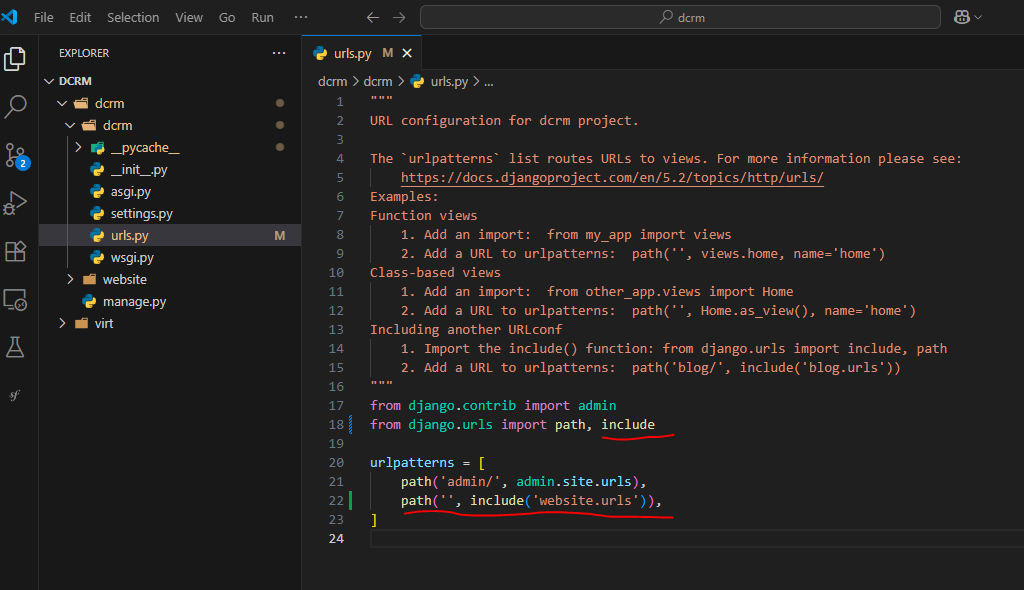 File Edit Selection View Go Run ··· ← → dcrm
EXPLORER ···
DCRM
dcrm
dcrm
__pycache__
__init__.py
asgi.py
settings.py
urls.py M
wsgi.py
website
manage.py
virt
2
urls.py M ×
dcrm > dcrm > urls.py > ...
1 """
2 URL configuration for dcrm project.
3
4 The `urlpatterns` list routes URLs to views. For more information please see:
5     https://docs.djangoproject.com/en/5.2/topics/http/urls/
6 Examples:
7 Function views
8     1. Add an import:  from my_app import views
9     2. Add a URL to urlpatterns:  path('', views.home, name='home')
10 Class-based views
11     1. Add an import:  from other_app.views import Home
12     2. Add a URL to urlpatterns:  path('', Home.as_view(), name='home')
13 Including another URLconf
14     1. Import the include() function: from django.urls import include, path
15     2. Add a URL to urlpatterns:  path('blog/', include('blog.urls'))
16 """
17 from django.contrib import admin
18 from django.urls import path, include
19
20 urlpatterns = [
21     path('admin/', admin.site.urls),
22     path('', include('website.urls')),
23 ]
24